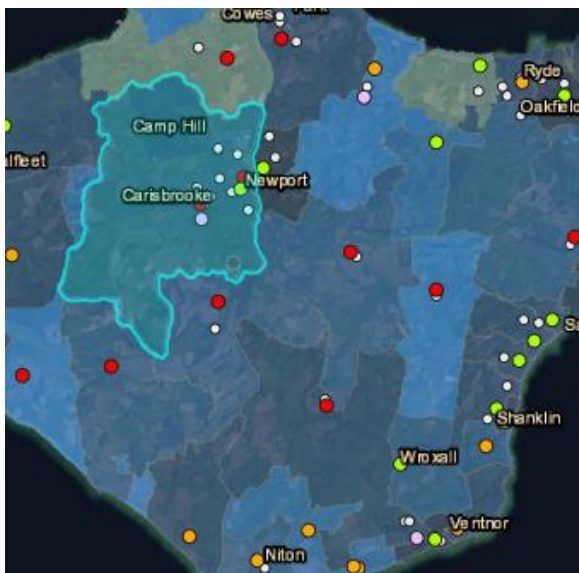 Cowes
Ryde
Oakfield
Camp Hill
alfleet
Carisbrooke
Newport
Shanklin
Wroxall
Ventnor
Niton